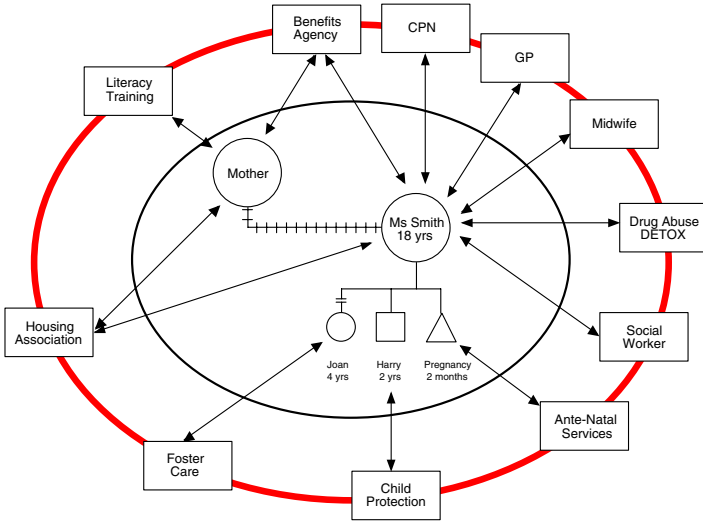 Benefits
Agency
CPN
GP
Literacy
Training
Midwife
Mother
Ms Smith
18 yrs
Drug Abuse
DETOX
Housing
Association
Social
Worker
Joan
4 yrs
Harry
2 yrs
Pregnancy
2 months
Ante-Natal
Services
Foster
Care
Child
Protection